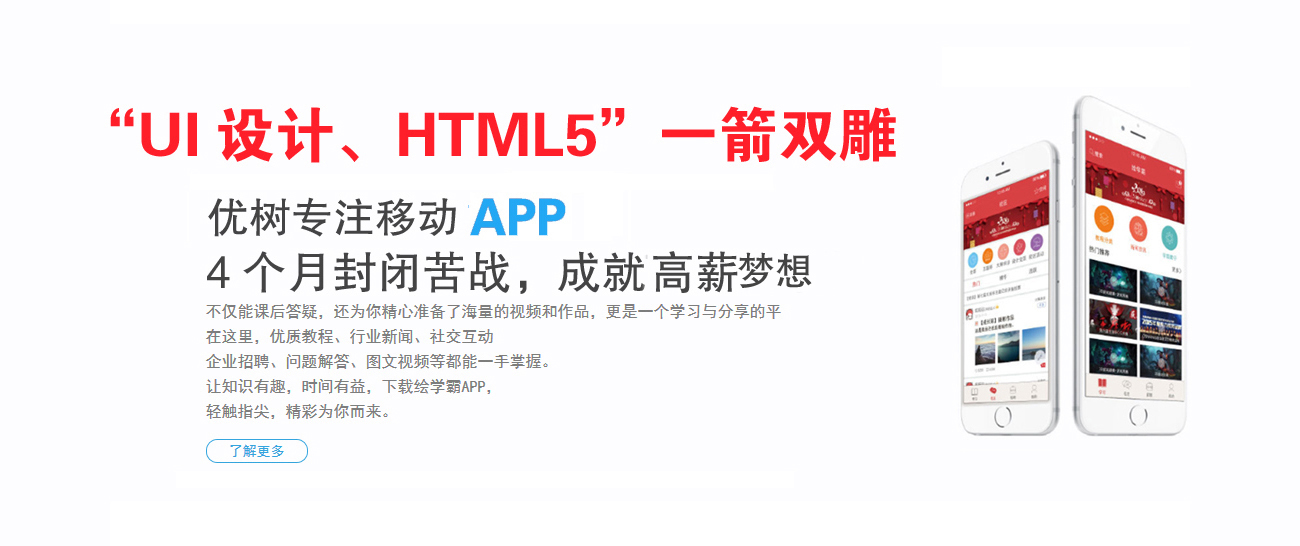 “UI 设计、HTML5”一箭双雕
优树专注移动 APP
4 个月封闭苦战，成就高薪梦想
不仅能课后答疑，还为你精心准备了海量的视频和作品，更是一个学习与分享的平
在这里，优质教程、行业新闻、社交互动
企业招聘、问题解答、图文视频等都能一手掌握。
让知识有趣，时间有益，下载绘学霸APP，
轻触指尖，精彩为你而来。
了解更多
热门推荐